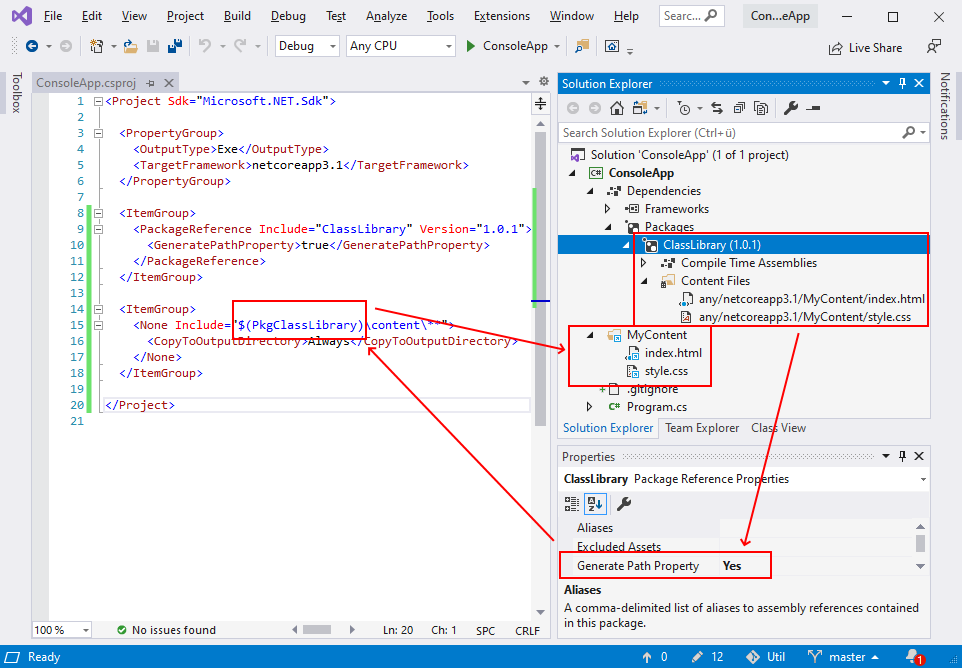 File Edit View Project Build Debug Test Analyze Tools Extensions Window Help Searc... Con...eApp
Debug Any CPU ConsoleApp Live Share
Toolbox
ConsoleApp.csproj
1 <Project Sdk="Microsoft.NET.Sdk">
2
3 <PropertyGroup>
4 <OutputType>Exe</OutputType>
5 <TargetFramework>netcoreapp3.1</TargetFramework>
6 </PropertyGroup>
7
8 <ItemGroup>
9 <PackageReference Include="ClassLibrary" Version="1.0.1">
10 <GeneratePathProperty>true</GeneratePathProperty>
11 </PackageReference>
12 </ItemGroup>
13
14 <ItemGroup>
15 <None Include="$(PkgClassLibrary)\content\**">
16 <CopyToOutputDirectory>Always</CopyToOutputDirectory>
17 </None>
18 </ItemGroup>
19
20 </Project>
21
100 % No issues found Ln: 20 Ch: 1 SPC CRLF
Solution Explorer
Search Solution Explorer (Ctrl+ü)
Solution 'ConsoleApp' (1 of 1 project)
C# ConsoleApp
Dependencies
Frameworks
Packages
ClassLibrary (1.0.1)
Compile Time Assemblies
Content Files
any/netcoreapp3.1/MyContent/index.html
any/netcoreapp3.1/MyContent/style.css
MyContent
index.html
style.css
.gitignore
C# Program.cs
Solution Explorer Team Explorer Class View
Properties
ClassLibrary Package Reference Properties
Aliases
Excluded Assets
Generate Path Property Yes
Aliases
A comma-delimited list of aliases to assembly references contained
in this package.
Notifications
Ready 0 12 Util master 1